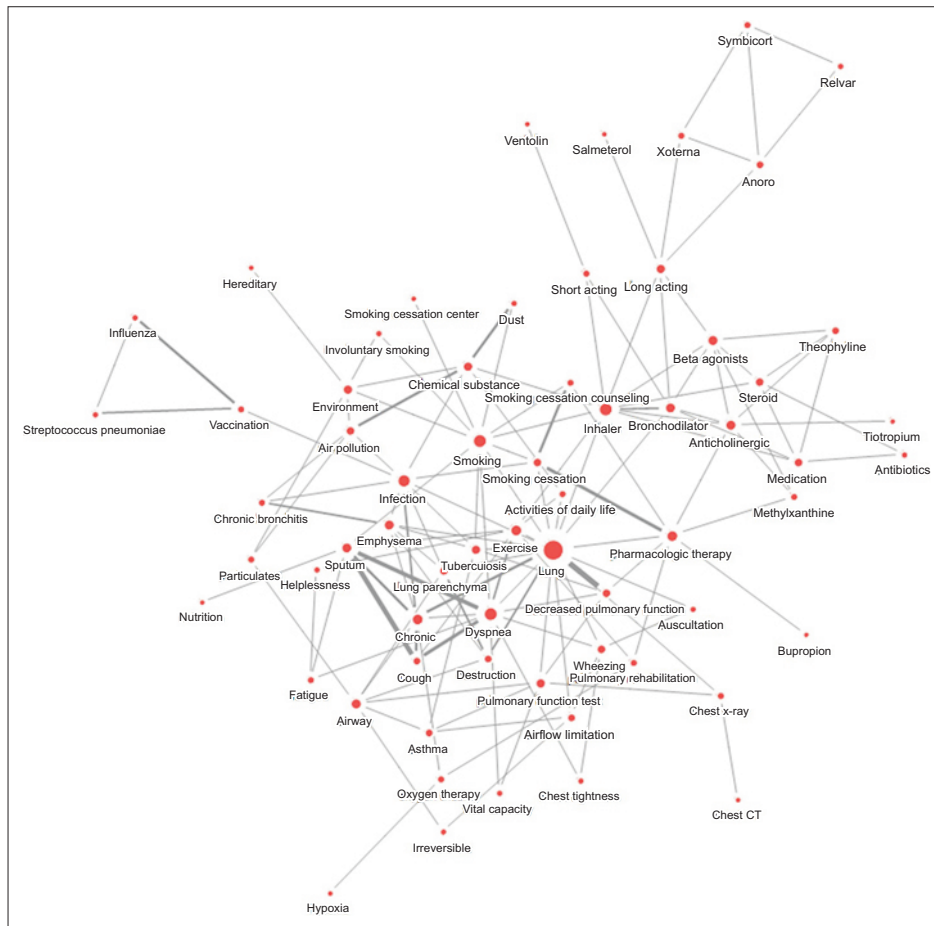 Symbicort
Relvar
Ventolin
Salmeterol
Xoterna
Anoro
Hereditary
Short acting
Long acting
Smoking cessation center
Dust
Influenza
Involuntary smoking
Beta agonists
Theophyline
Chemical substance
Environment
Smoking cessation counseling
Steroid
Streptococcus pneumoniae
Vaccination
Inhaler
Bronchodilator
Anticholinergic
Tiotropium
Air pollution
Smoking
Smoking cessation
Medication
Antibiotics
Infection
Activities of daily life
Methylxanthine
Chronic bronchitis
Emphysema
Exercise
Pharmacologic therapy
Sputum
Tubercuiosis
Lung
Particulates
Helplessness
Lung parenchyma
Nutrition
Decreased pulmonary function
Auscultation
Chronic
Dyspnea
Bupropion
Wheezing
Cough
Destruction
Pulmonary rehabilitation
Fatigue
Pulmonary function test
Chest x-ray
Airway
Airflow limitation
Asthma
Oxygen therapy
Chest tightness
Vital capacity
Chest CT
Irreversible
Hypoxia